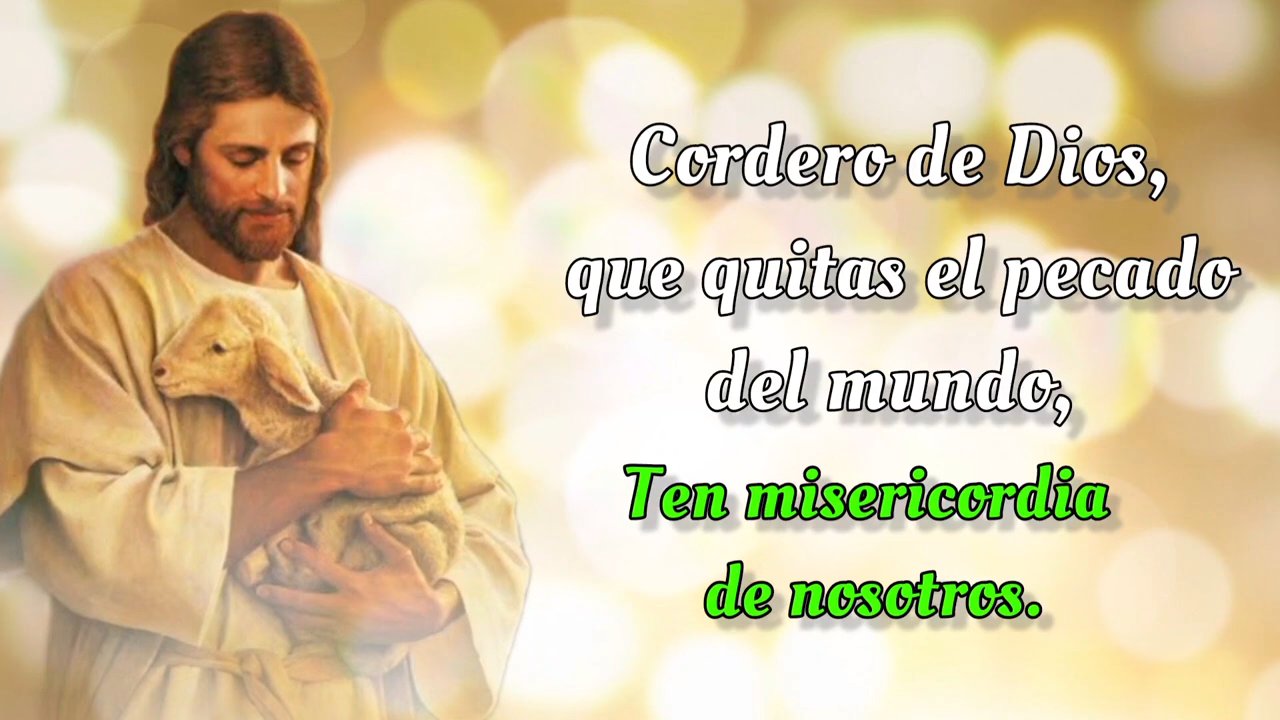 Cordero de Dios,
que quitas el pecado
del mundo,
Ten misericordia
de nosotros.